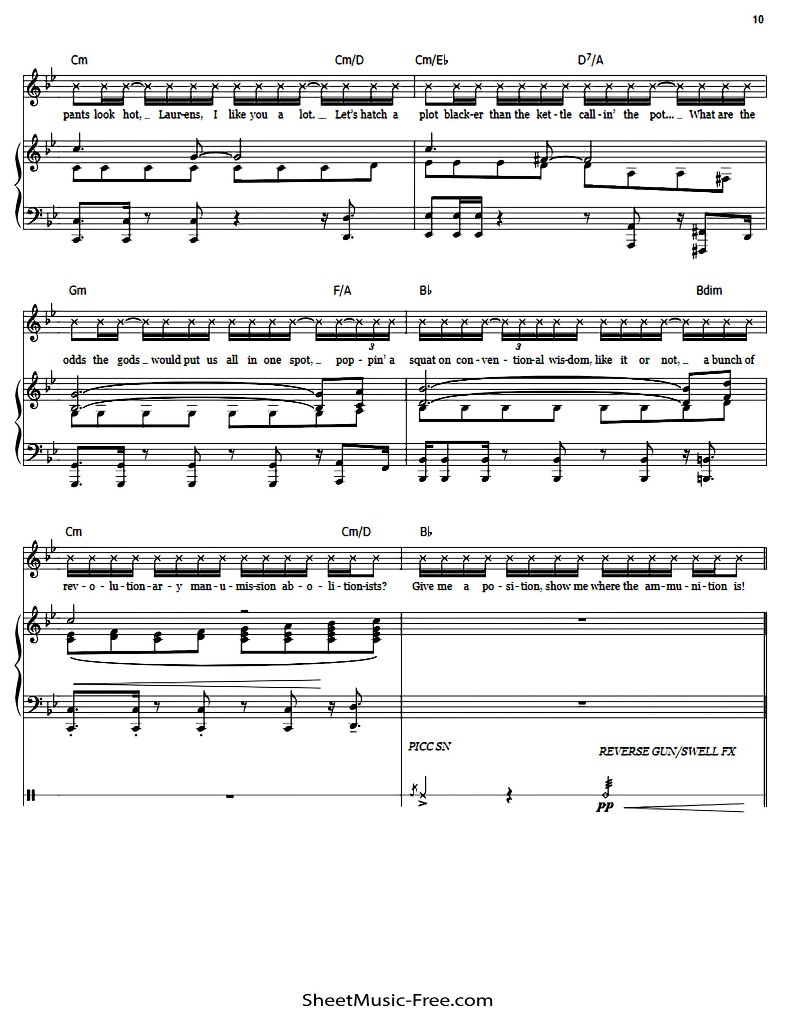 10
Cm Cm/D Cm/E♭ D7/A
pants look hot,_ Laur-ens, I like you a lot._ Let's hatch a plot black-er than the ket-tle call-in' the pot..._ What are the
Gm F/A B♭ Bdim
3 3
odds the gods_ would put us all in one spot,_ pop-pin' a squat on con-ven-tion-al wis-dom, like it or not,_ a bunch of
Cm Cm/D B♭
rev-o-lu-tion-ar-y man-u-mis-sion ab-o-li-tion-ists? Give me a po-si-tion, show me where the am-mu-ni-tion is!
PICC SN REVERSE GUN/SWELL FX
pp
SheetMusic-Free.com